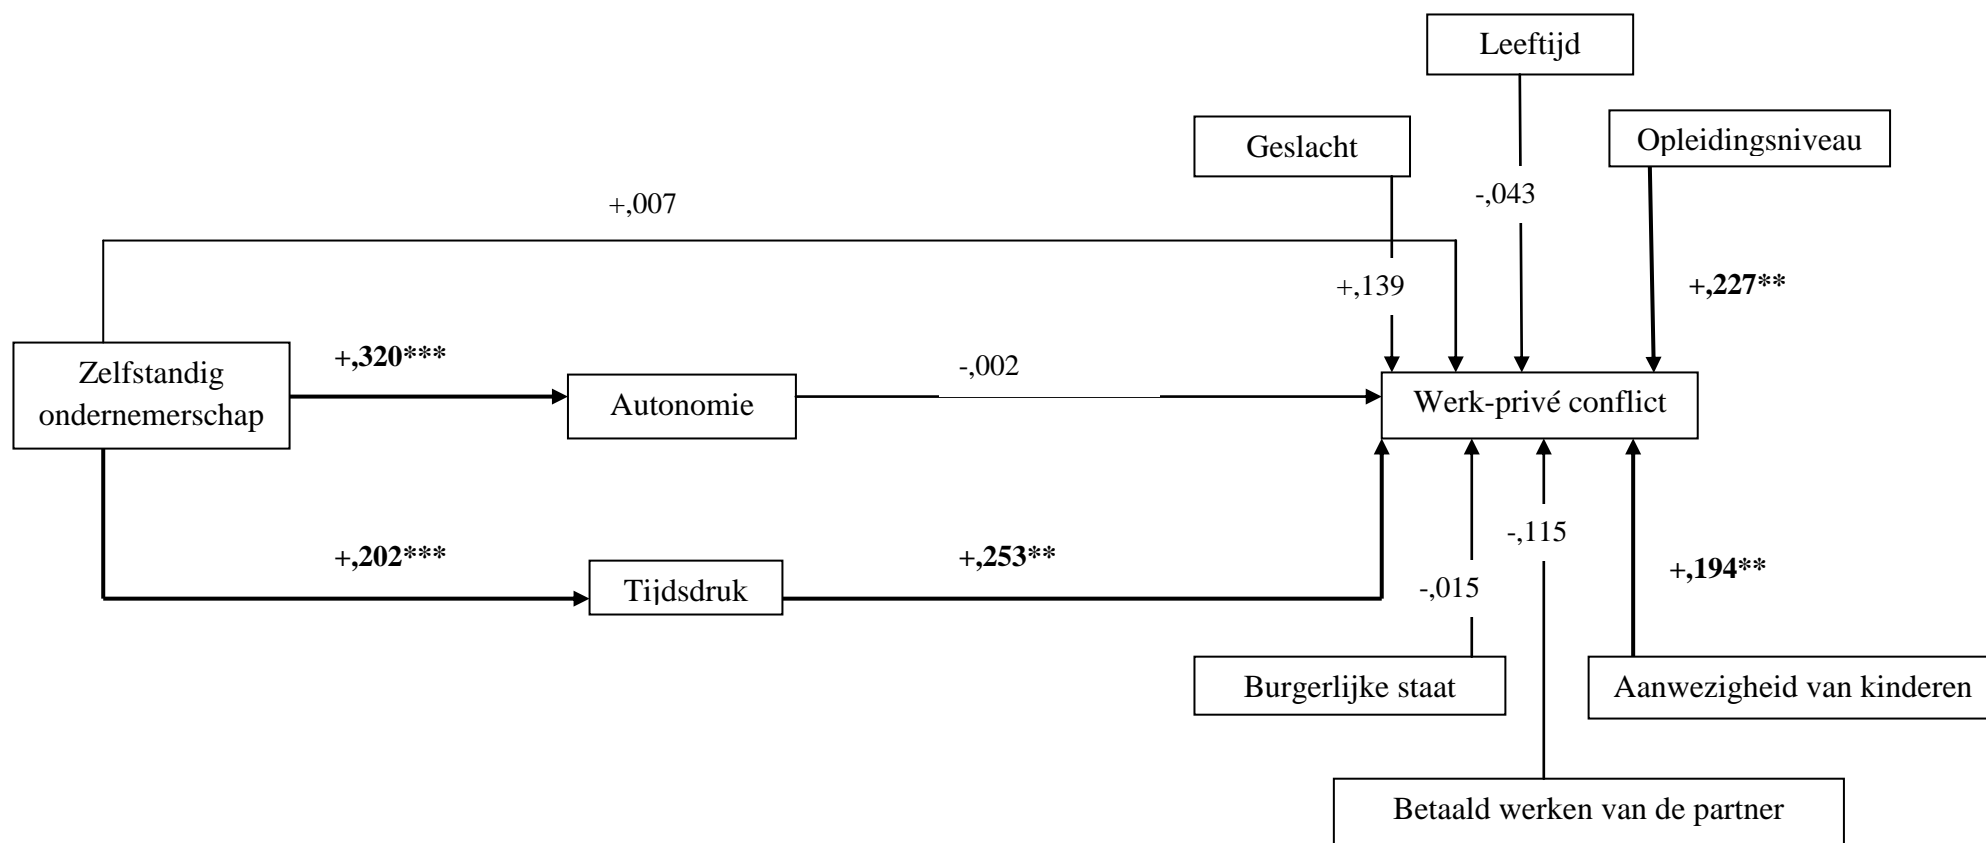 Leeftijd
Geslacht
Opleidingsniveau
-,043
+,007
+,139
+,227**
Zelfstandig
ondernemerschap
+,320***
Autonomie
-,002
Werk-privé conflict
+,202***
Tijdsdruk
+,253**
-,015
-,115
+,194**
Burgerlijke staat
Aanwezigheid van kinderen
Betaald werken van de partner